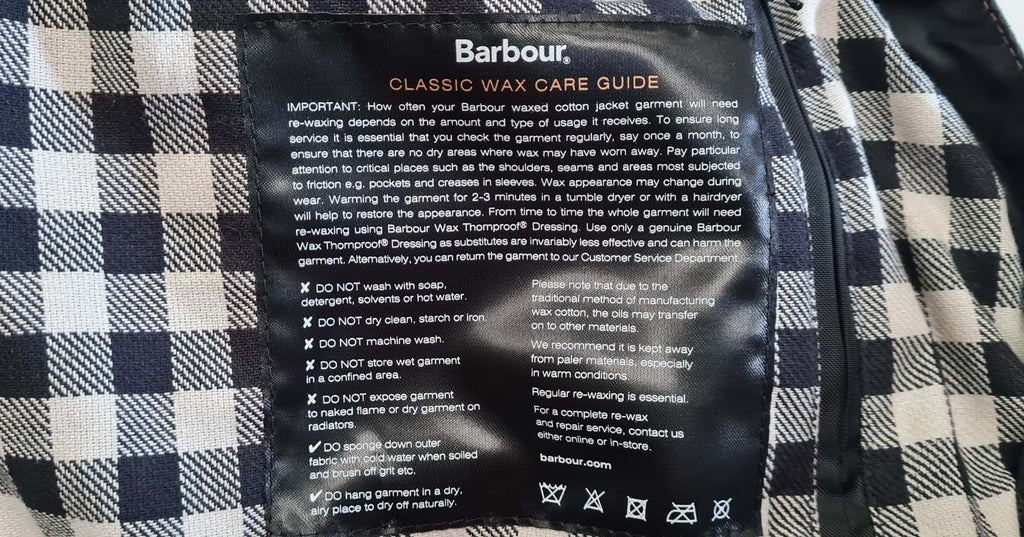 Barbour®
CLASSIC WAX CARE GUIDE
IMPORTANT: How often your Barbour waxed cotton jacket garment will need
re-waxing depends on the amount and type of usage it receives. To ensure long
service it is essential that you check the garment regularly, say once a month, to
ensure that there are no dry areas where wax may have worn away. Pay particular
attention to critical places such as the shoulders, seams and areas most subjected
to friction e.g. pockets and creases in sleeves. Wax appearance may change during
wear. Warming the garment for 2-3 minutes in a tumble dryer or with a hairdryer
will help to restore the appearance. From time to time the whole garment will need
re-waxing using Barbour Wax Thornproof® Dressing. Use only a genuine Barbour
Wax Thornproof® Dressing as substitutes are invariably less effective and can harm the
garment. Alternatively, you can return the garment to our Customer Service Department.
✘ DO NOT wash with soap,
detergent, solvents or hot water.
✘ DO NOT dry clean, starch or iron.
✘ DO NOT machine wash.
✘ DO NOT store wet garment
in a confined area.
✘ DO NOT expose garment
to naked flame or dry garment on
radiators.
✔ DO sponge down outer
fabric with cold water when soiled
and brush off grit etc.
✔ DO hang garment in a dry,
airy place to dry off naturally.
Please note that due to the
traditional method of manufacturing
wax cotton, the oils may transfer
on to other materials.
We recommend it is kept away
from paler materials, especially
in warm conditions.
Regular re-waxing is essential.
For a complete re-wax
and repair service, contact us
either online or in-store.
barbour.com